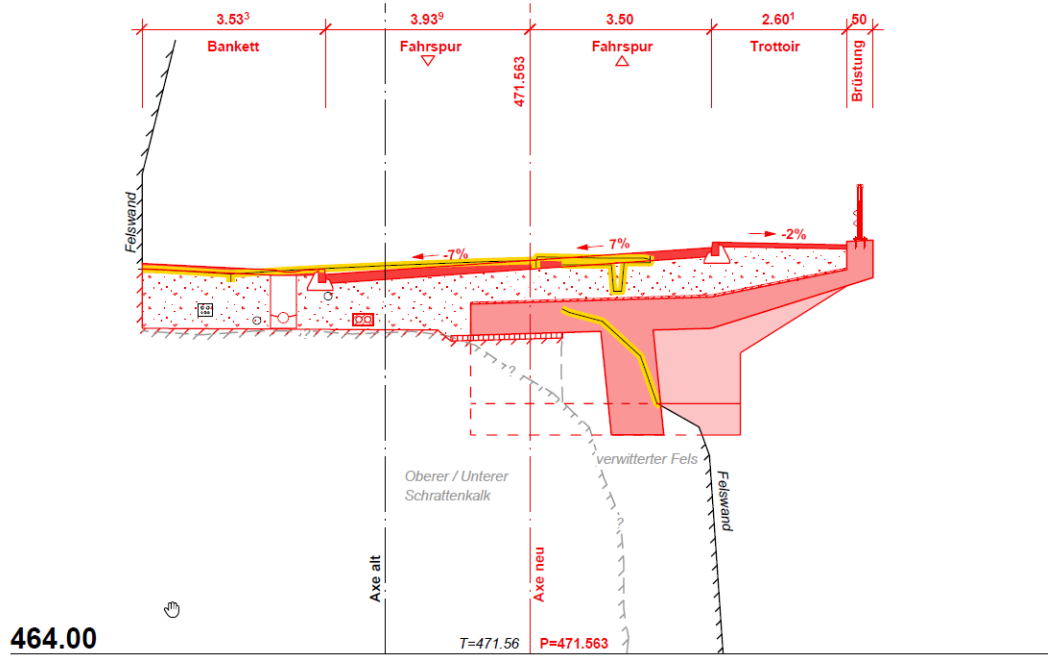 3.53³ 3.93⁹ 3.50 2.60¹ 50
Bankett Fahrspur Fahrspur Trottoir Brüstung
471.563
Felswand
-7% 7% -2%
?
Oberer / Unterer
Schrattenkalk
verwitterter Fels
?
Felswand
Axe alt
Axe neu
464.00 T=471.56 P=471.563